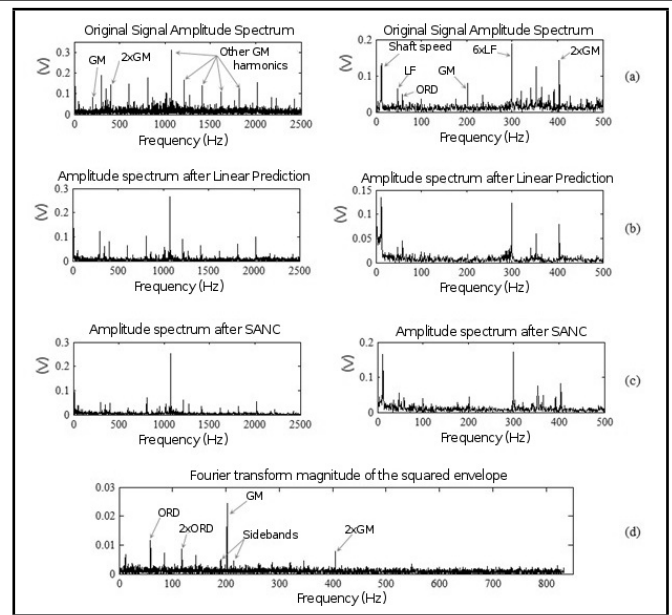 Original Signal Amplitude Spectrum
(V)
0.3
0.2
0.1
0
GM
2xGM
Other GM
harmonics
0 500 1000 1500 2000 2500
Frequency (Hz)
Original Signal Amplitude Spectrum
(V)
0.2
0.15
0.1
0.05
0
Shaft speed
LF
ORD
GM
6xLF
2xGM
0 100 200 300 400 500
Frequency (Hz)
(a)
Amplitude spectrum after Linear Prediction
(V)
0.3
0.2
0.1
0
0 500 1000 1500 2000 2500
Frequency (Hz)
Amplitude spectrum after Linear Prediction
(V)
0.15
0.1
0.05
0
0 100 200 300 400 500
Frequency (Hz)
(b)
Amplitude spectrum after SANC
(V)
0.3
0.2
0.1
0
0 500 1000 1500 2000 2500
Frequency (Hz)
Amplitude spectrum after SANC
(V)
0.2
0.1
0
0 100 200 300 400 500
Frequency (Hz)
(c)
Fourier transform magnitude of the squared envelope
0.03
0.02
0.01
0
ORD
2xORD
GM
Sidebands
2xGM
0 100 200 300 400 500 600 700 800
Frequency (Hz)
(d)